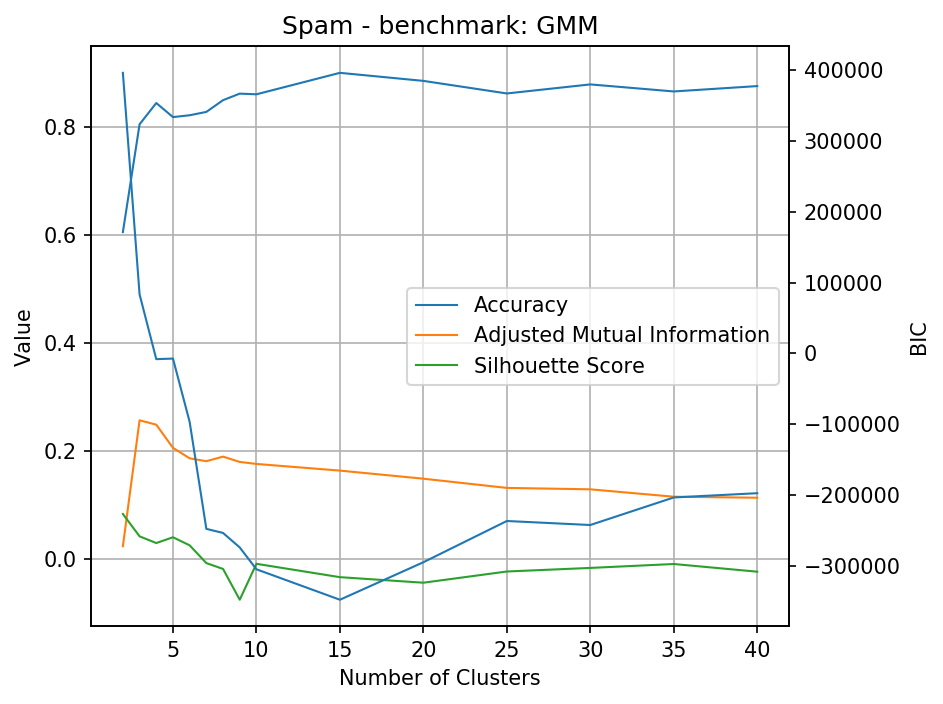 Spam - benchmark: GMM
Value
0.8
0.6
0.4
0.2
0.0
Accuracy
Adjusted Mutual Information
Silhouette Score
400000
300000
200000
100000
0
−100000
−200000
−300000
BIC
5 10 15 20 25 30 35 40
Number of Clusters